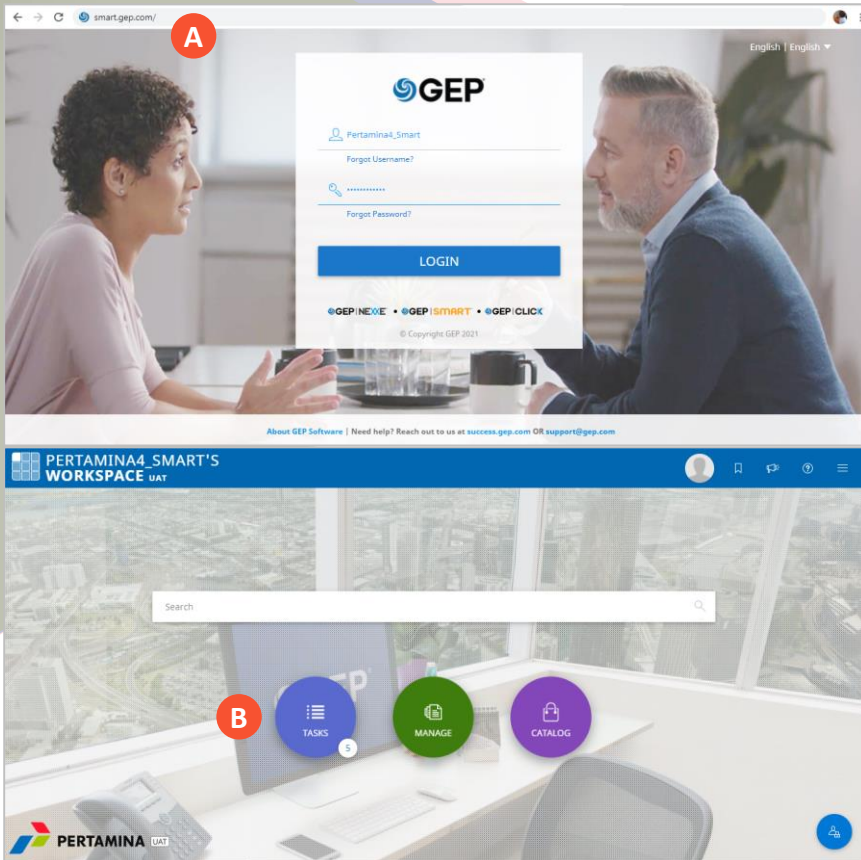 smart.gep.com/
A
English | English
GEP
Pertamina4_Smart
Forgot Username?
............
Forgot Password?
LOGIN
GEP|NEXXE • GEP|SMART • GEP|CLICK
© Copyright GEP 2021
About GEP Software | Need help? Reach out to us at success.gep.com OR support@gep.com
PERTAMINA4_SMART'S
WORKSPACE UAT
Search
GEP
B
TASKS
5
MANAGE
CATALOG
PERTAMINA UAT